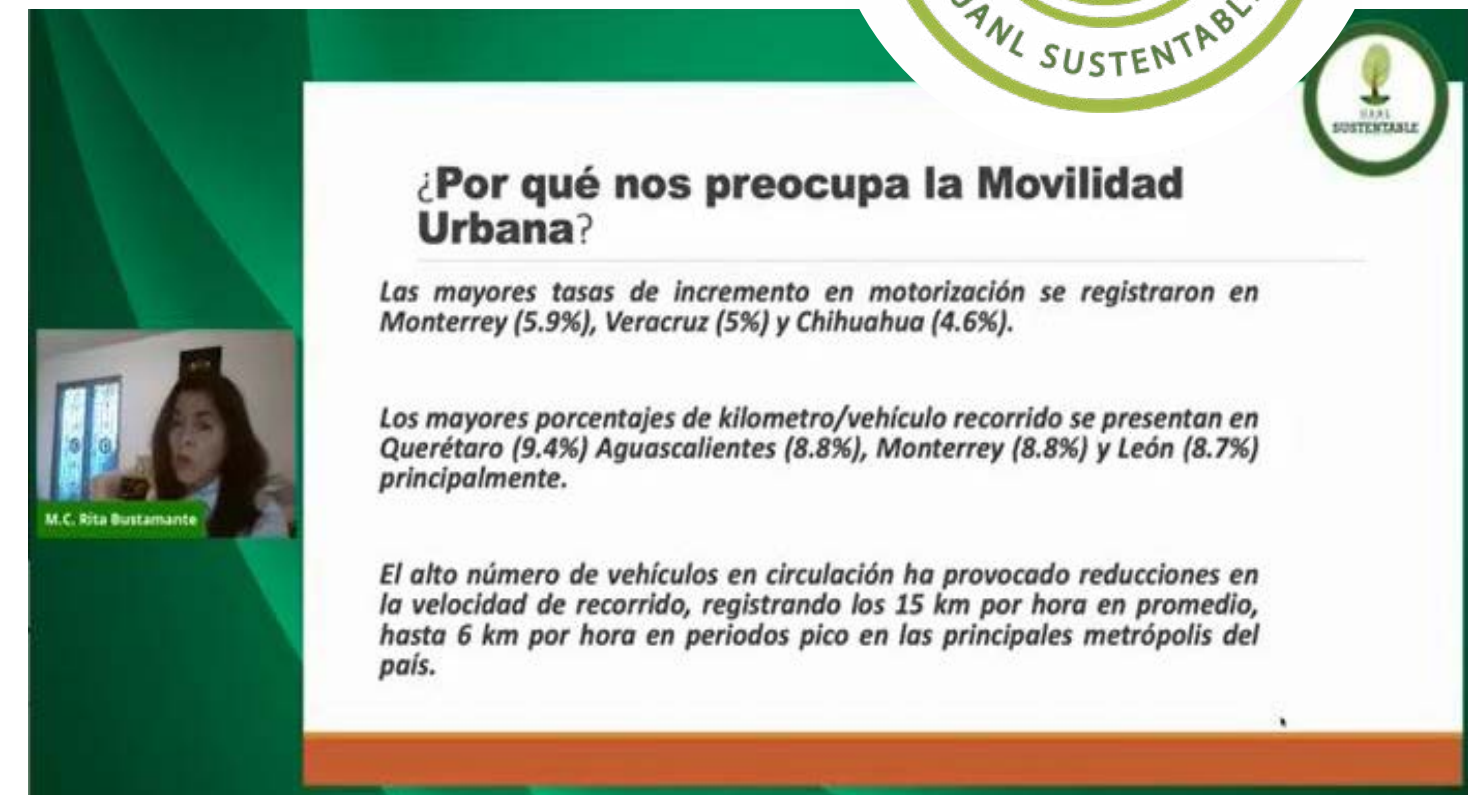 UANL SUSTENTABLE
UANL
SUSTENTABLE
¿Por qué nos preocupa la Movilidad
Urbana?
Las mayores tasas de incremento en motorización se registraron en
Monterrey (5.9%), Veracruz (5%) y Chihuahua (4.6%).
Los mayores porcentajes de kilometro/vehículo recorrido se presentan en
Querétaro (9.4%) Aguascalientes (8.8%), Monterrey (8.8%) y León (8.7%)
principalmente.
M.C. Rita Bustamante
El alto número de vehículos en circulación ha provocado reducciones en
la velocidad de recorrido, registrando los 15 km por hora en promedio,
hasta 6 km por hora en periodos pico en las principales metrópolis del
país.